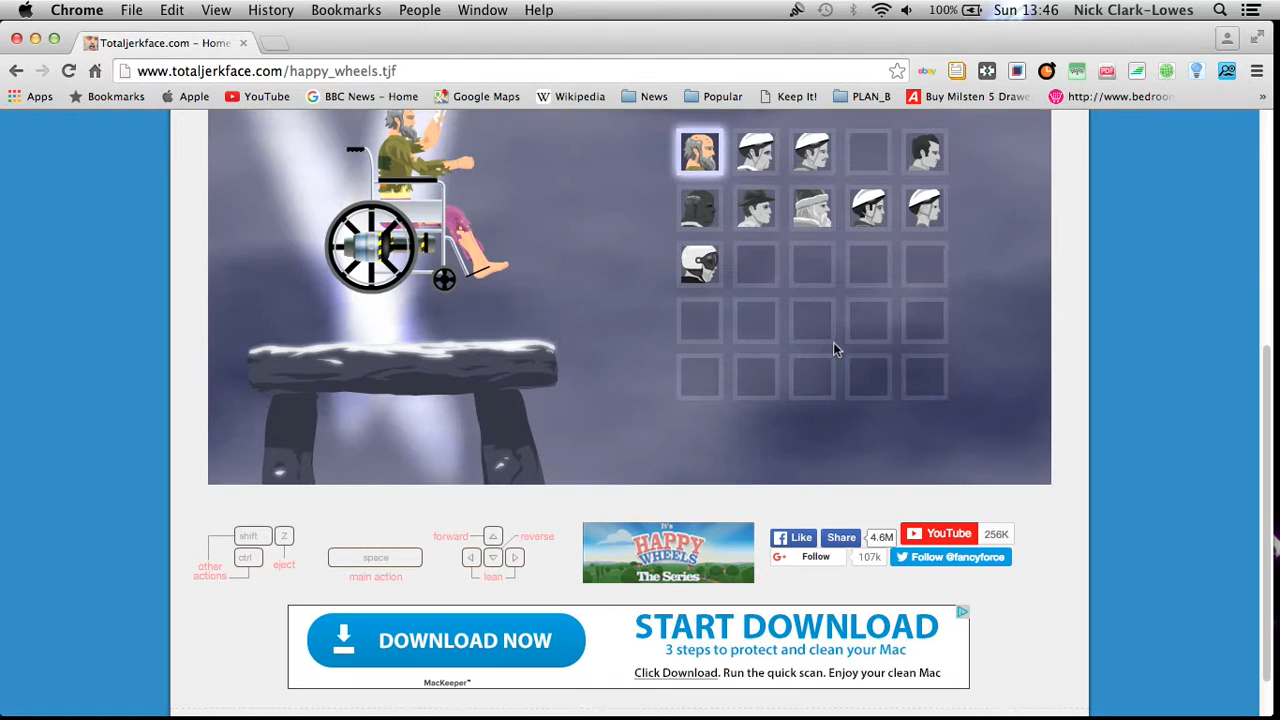 Chrome File Edit View History Bookmarks People Window Help 100% Sun 13:46 Nick Clark-Lowes
Totaljerkface.com – Home
www.totaljerkface.com/happy_wheels.tjf
Apps Bookmarks Apple YouTube BBC News – Home Google Maps Wikipedia News Popular Keep It! PLAN_B Buy Milsten 5 Drawe http://www.bedroom »
shift Z
ctrl
other actions
eject
space
main action
forward reverse
lean
IT'S
HAPPY
WHEELS
The Series
Like Share 4.6M YouTube 256K
G+ Follow 107k Follow @fancyforce
DOWNLOAD NOW
MacKeeper™
START DOWNLOAD
3 steps to protect and clean your Mac
Click Download. Run the quick scan. Enjoy your clean Mac